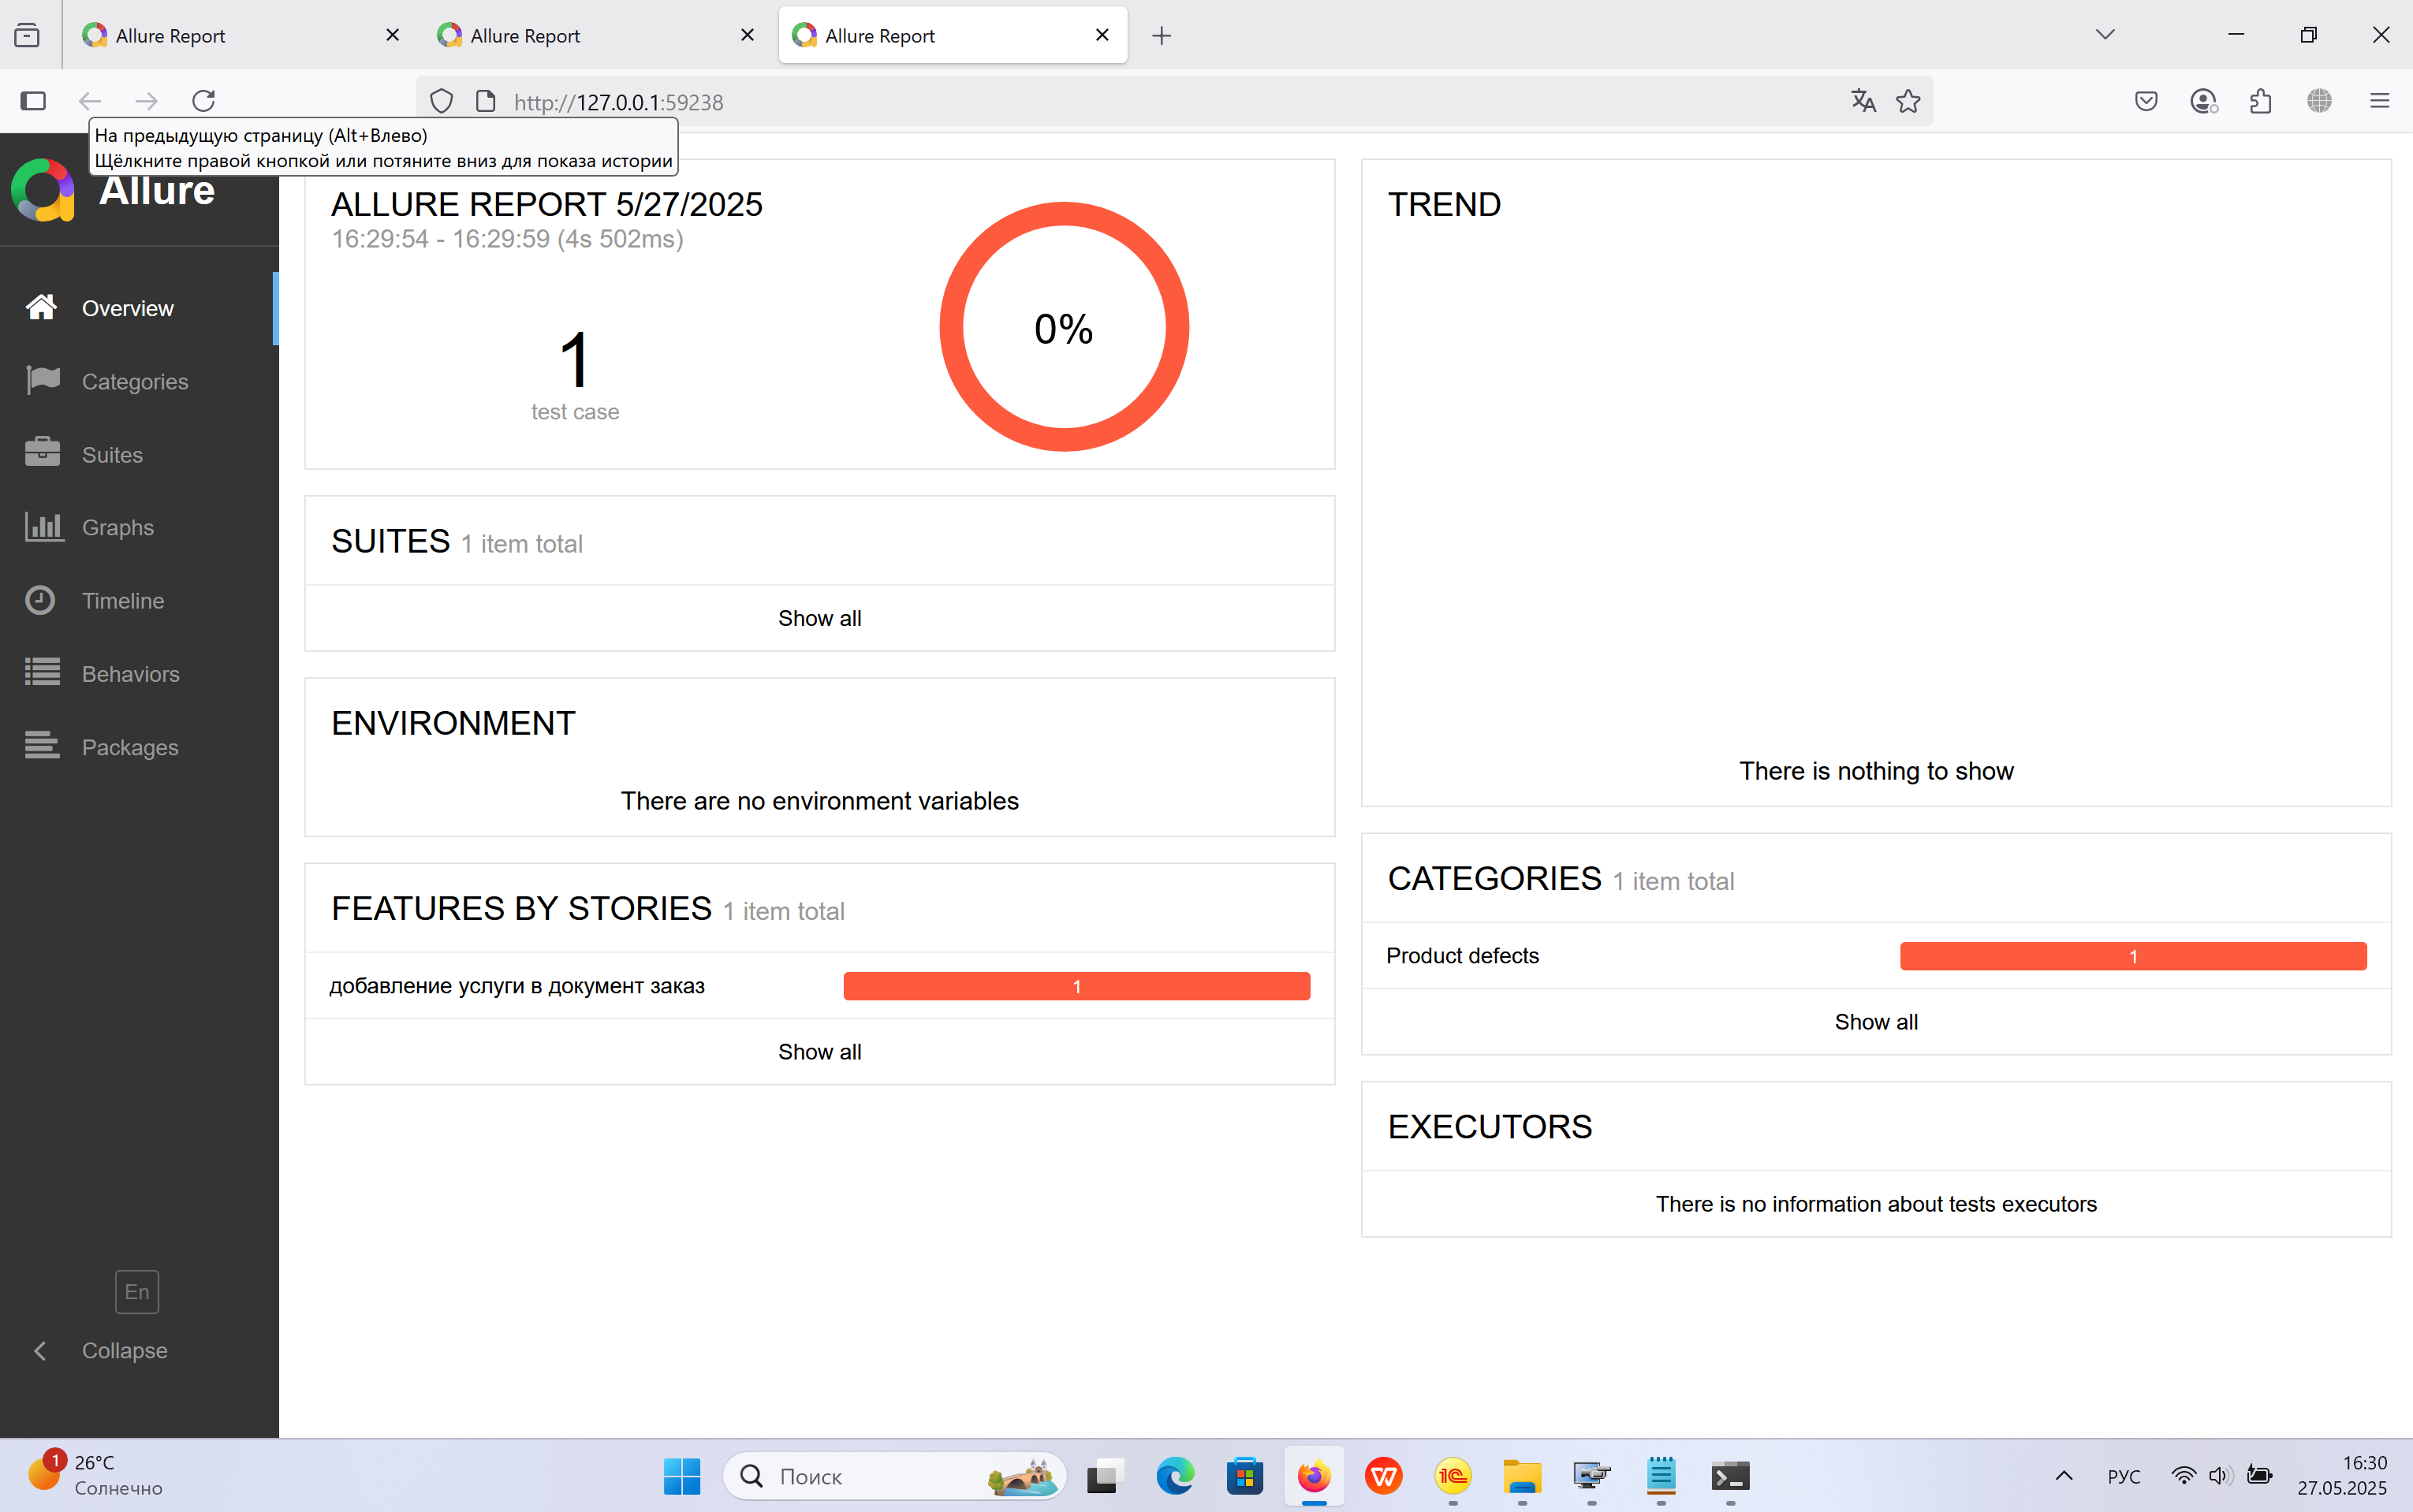 Allure Report
Allure Report
Allure Report
http://127.0.0.1:59238
На предыдущую страницу (Alt+Влево)
Щёлкните правой кнопкой или потяните вниз для показа истории
Allure
Overview
Categories
Suites
Graphs
Timeline
Behaviors
Packages
En
Collapse
ALLURE REPORT 5/27/2025
16:29:54 - 16:29:59 (4s 502ms)
1
test case
0%
SUITES 1 item total
Show all
ENVIRONMENT
There are no environment variables
FEATURES BY STORIES 1 item total
добавление услуги в документ заказ 1
Show all
TREND
There is nothing to show
CATEGORIES 1 item total
Product defects 1
Show all
EXECUTORS
There is no information about tests executors
1
26°C
Солнечно
Поиск
W
1C
РУС
16:30
27.05.2025